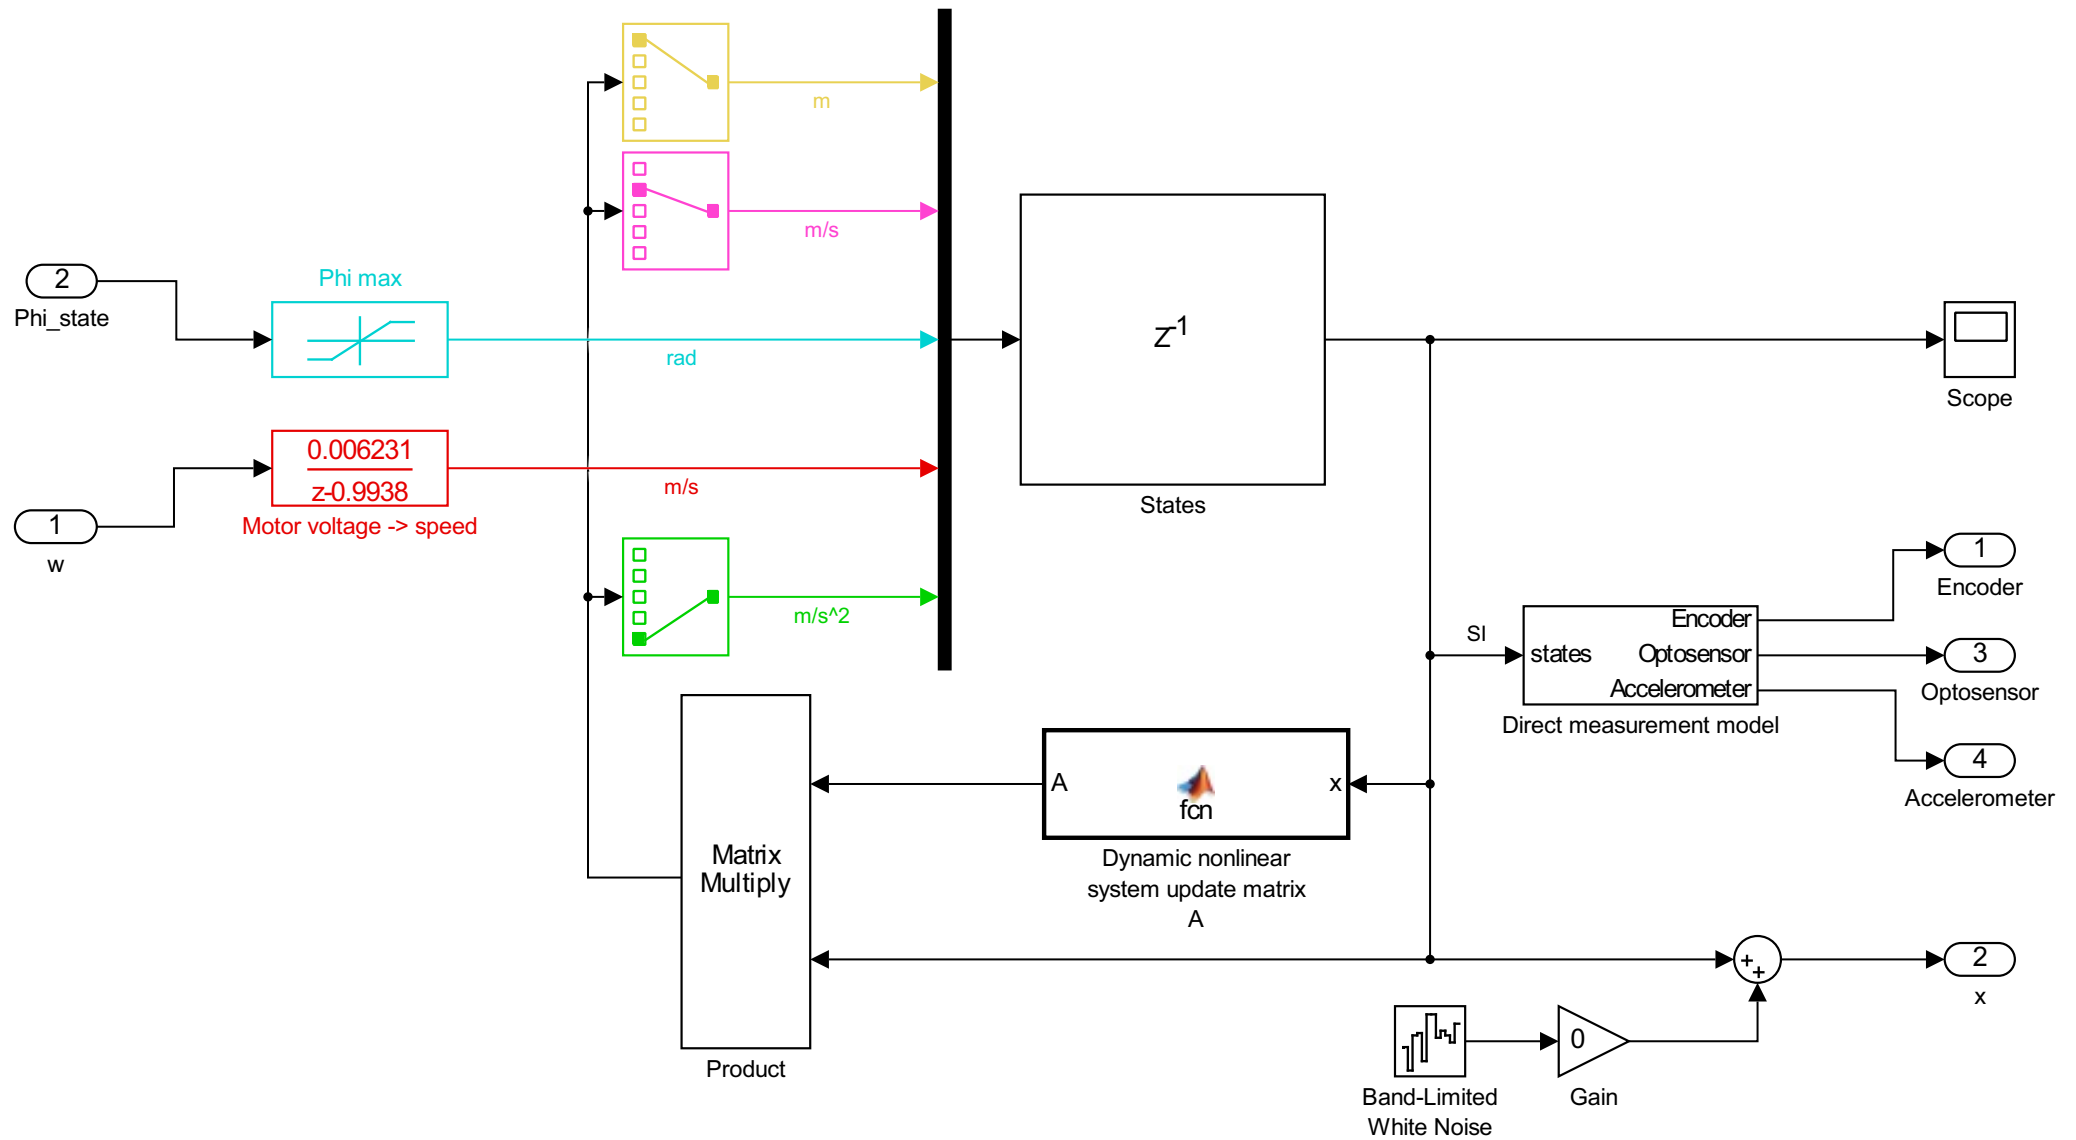 m
m/s
2
Phi_state
Phi max
rad
z-1
Scope
0.006231
z-0.9938
Motor voltage -> speed
m/s
1
w
States
m/s^2
1
Encoder
SI
states
Encoder
Optosensor
Accelerometer
Direct measurement model
3
Optosensor
4
Accelerometer
A
fcn
x
Dynamic nonlinear
system update matrix
A
Matrix
Multiply
Product
+
+
2
x
0
Band-Limited
White Noise
Gain